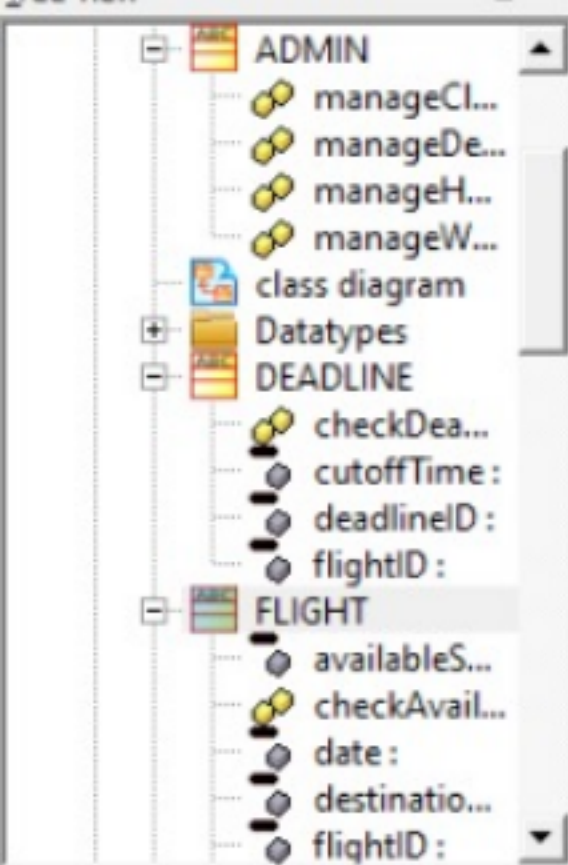 ADMIN
manageCl...
manageDe...
manageH...
manageW...
class diagram
Datatypes
DEADLINE
checkDea...
cutoffTime :
deadlineID :
flightID :
FLIGHT
availableS...
checkAvail...
date :
destinatio...
flightID :